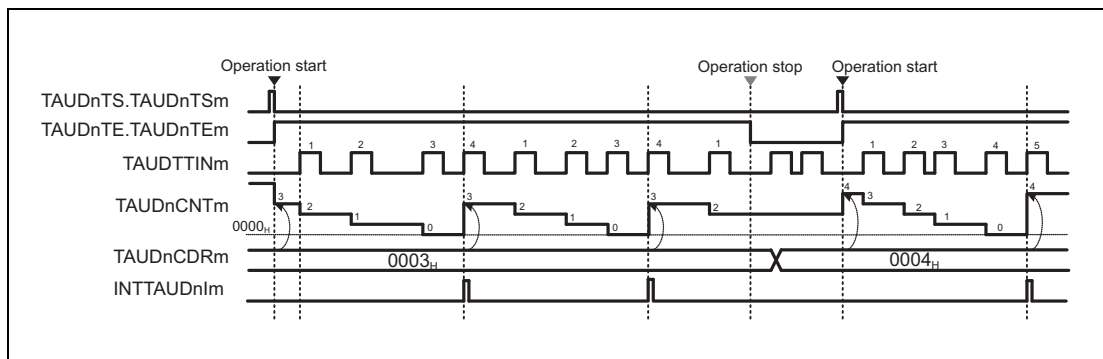 Operation start Operation stop Operation start
TAUDnTS.TAUDnTSm
TAUDnTE.TAUDnTEm
1 2 3 4 1 2 3 4 1 1 2 3 4 5
TAUDTTINm
3 2 1 0 3 2 1 0 3 2 4 3 2 1 0 4
TAUDnCNTm
0000H
TAUDnCDRm
0003H 0004H
INTTAUDnIm